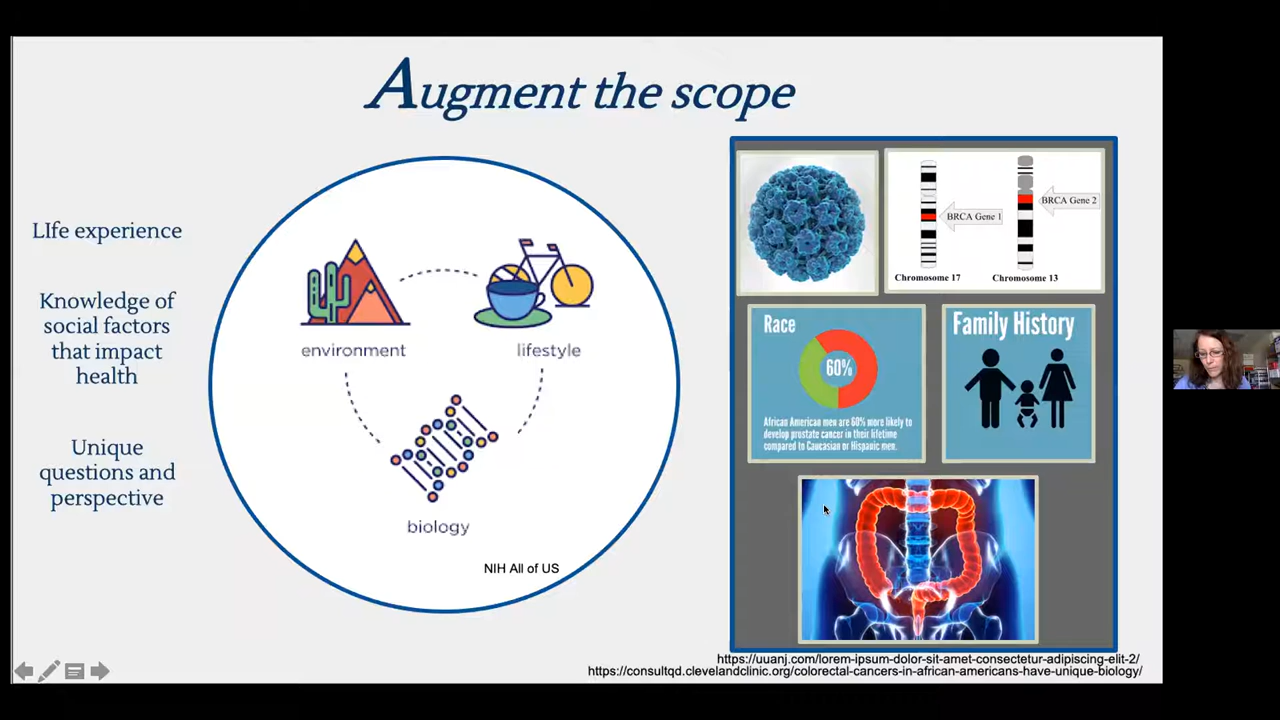 Augment the scope
LIfe experience
Knowledge of
social factors
that impact
health
Unique
questions and
perspective
environment
lifestyle
biology
NIH All of US
BRCA Gene 1
BRCA Gene 2
Chromosome 17
Chromosome 13
Race
60%
African American men are 60% more likely to
develop prostate cancer in their lifetime
compared to Caucasian or Hispanic men.
Family History
https://uuanj.com/lorem-ipsum-dolor-sit-amet-consectetur-adipiscing-elit-2/
https://consultqd.clevelandclinic.org/colorectal-cancers-in-african-americans-have-unique-biology/